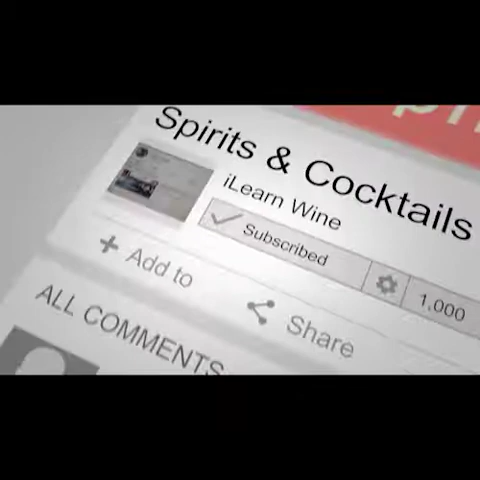 Spirits & Cocktails
iLearn Wine
Subscribed
1,000
Add to
Share
ALL COMMENTS